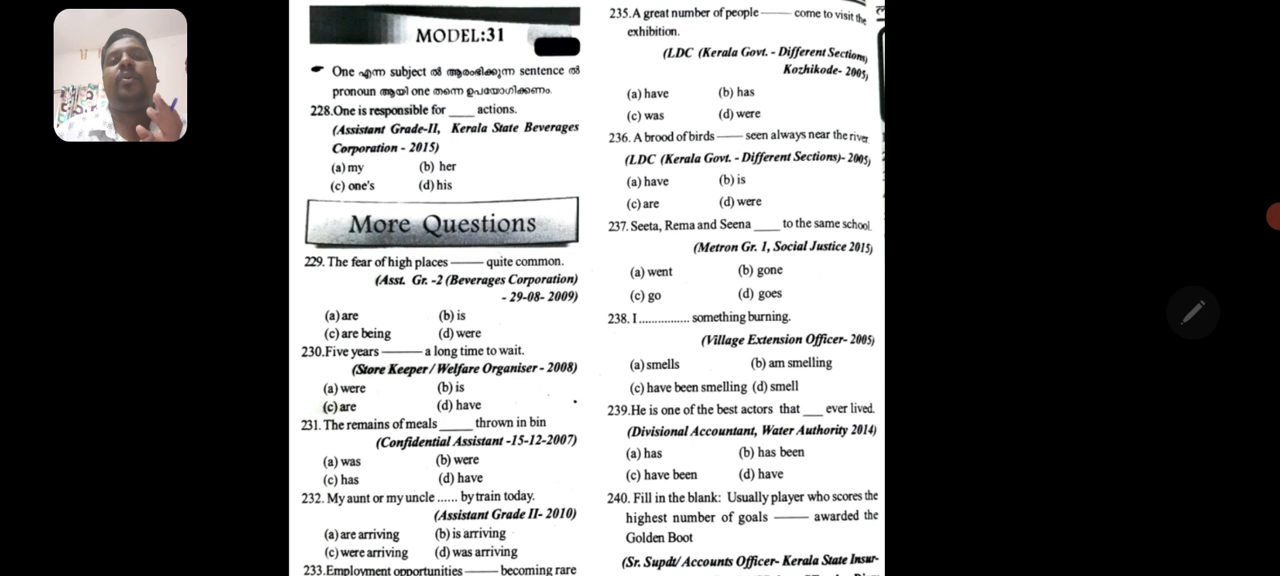 MODEL:31
One എന്ന subject ൽ ആരംഭിക്കുന്ന sentence ൽ
pronoun ആയി one തന്നെ ഉപയോഗിക്കണം.
228.One is responsible for ____ actions.
(Assistant Grade-II, Kerala State Beverages
Corporation - 2015)
(a) my (b) her
(c) one's (d) his
More Questions
229. The fear of high places —— quite common.
(Asst. Gr. -2 (Beverages Corporation)
- 29-08- 2009)
(a) are (b) is
(c) are being (d) were
230.Five years —— a long time to wait.
(Store Keeper / Welfare Organiser - 2008)
(a) were (b) is
(c) are (d) have
231. The remains of meals _____ thrown in bin
(Confidential Assistant -15-12-2007)
(a) was (b) were
(c) has (d) have
232. My aunt or my uncle ...... by train today.
(Assistant Grade II- 2010)
(a) are arriving (b) is arriving
(c) were arriving (d) was arriving
233.Employment opportunities —— becoming rare
235.A great number of people —— come to visit the
exhibition.
(LDC (Kerala Govt. - Different Sections,
Kozhikode- 2005)
(a) have (b) has
(c) was (d) were
236. A brood of birds —— seen always near the river
(LDC (Kerala Govt. - Different Sections)- 2005)
(a) have (b) is
(c) are (d) were
237. Seeta, Rema and Seena ____ to the same school.
(Metron Gr. 1, Social Justice 2015)
(a) went (b) gone
(c) go (d) goes
238. I ................ something burning.
(Village Extension Officer- 2005)
(a) smells (b) am smelling
(c) have been smelling (d) smell
239.He is one of the best actors that ___ ever lived.
(Divisional Accountant, Water Authority 2014)
(a) has (b) has been
(c) have been (d) have
240. Fill in the blank: Usually player who scores the
highest number of goals —— awarded the
Golden Boot
(Sr. Supdt/ Accounts Officer- Kerala State Insur-